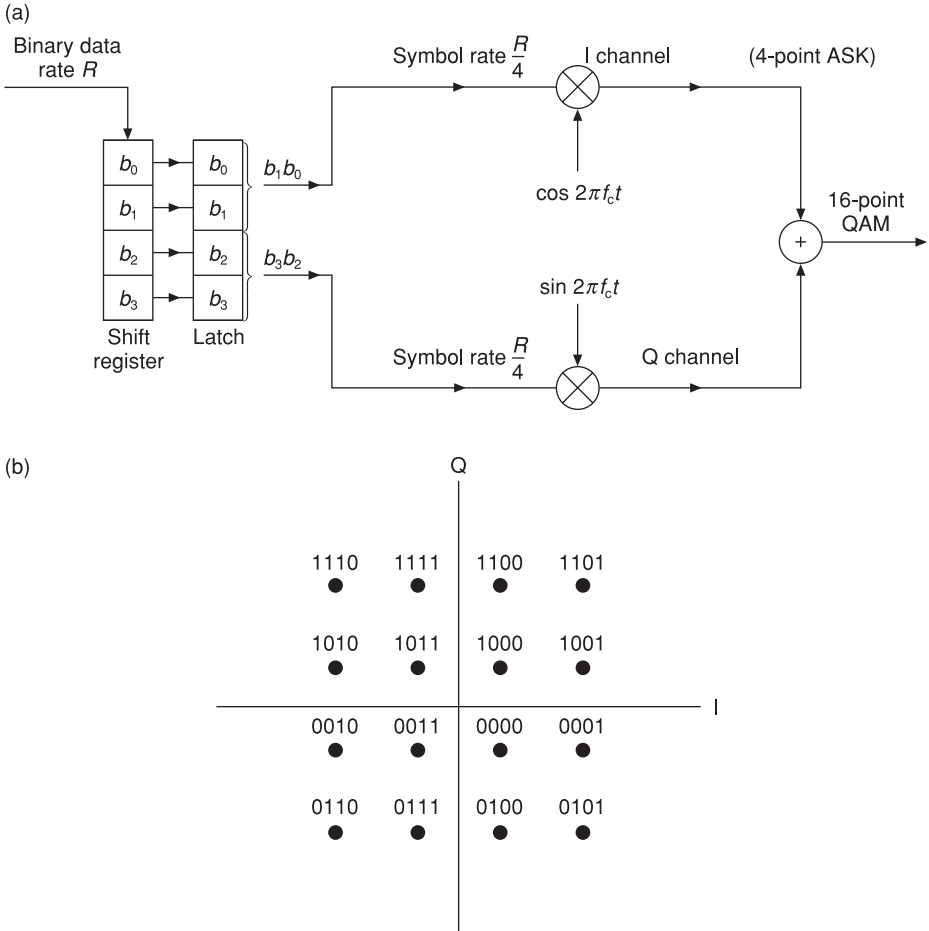 (a)
Binary data
rate R
Symbol rate R/4
I channel
(4-point ASK)
b0
b0
b1b0
b1
b1
cos 2πfct
16-point
QAM
+
b2
b2
b3b2
sin 2πfct
b3
b3
Shift
register
Latch
Symbol rate R/4
Q channel
(b)
Q
1110 1111 1100 1101
1010 1011 1000 1001
I
0010 0011 0000 0001
0110 0111 0100 0101